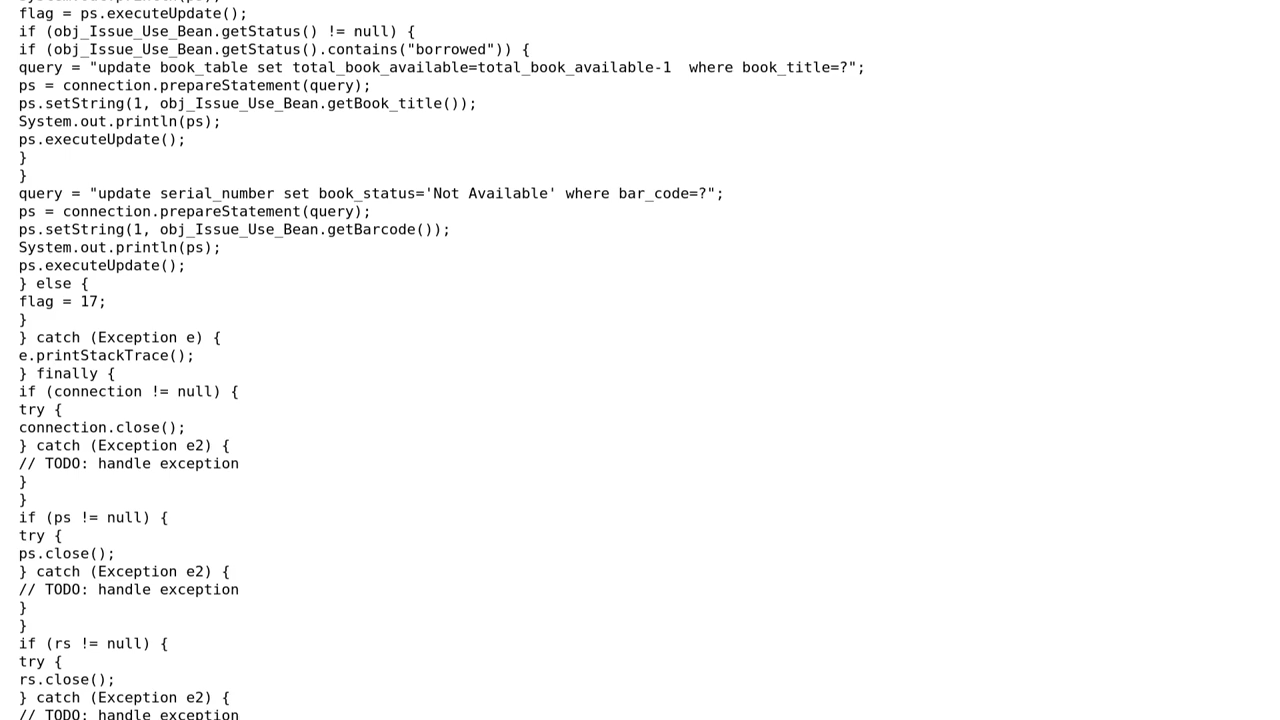 flag = ps.executeUpdate();
if (obj_Issue_Use_Bean.getStatus() != null) {
if (obj_Issue_Use_Bean.getStatus().contains("borrowed")) {
query = "update book_table set total_book_available=total_book_available-1  where book_title=?";
ps = connection.prepareStatement(query);
ps.setString(1, obj_Issue_Use_Bean.getBook_title());
System.out.println(ps);
ps.executeUpdate();
}
}
query = "update serial_number set book_status='Not Available' where bar_code=?";
ps = connection.prepareStatement(query);
ps.setString(1, obj_Issue_Use_Bean.getBarcode());
System.out.println(ps);
ps.executeUpdate();
} else {
flag = 17;
}
} catch (Exception e) {
e.printStackTrace();
} finally {
if (connection != null) {
try {
connection.close();
} catch (Exception e2) {
// TODO: handle exception
}
}
if (ps != null) {
try {
ps.close();
} catch (Exception e2) {
// TODO: handle exception
}
}
if (rs != null) {
try {
rs.close();
} catch (Exception e2) {
// TODO: handle exception